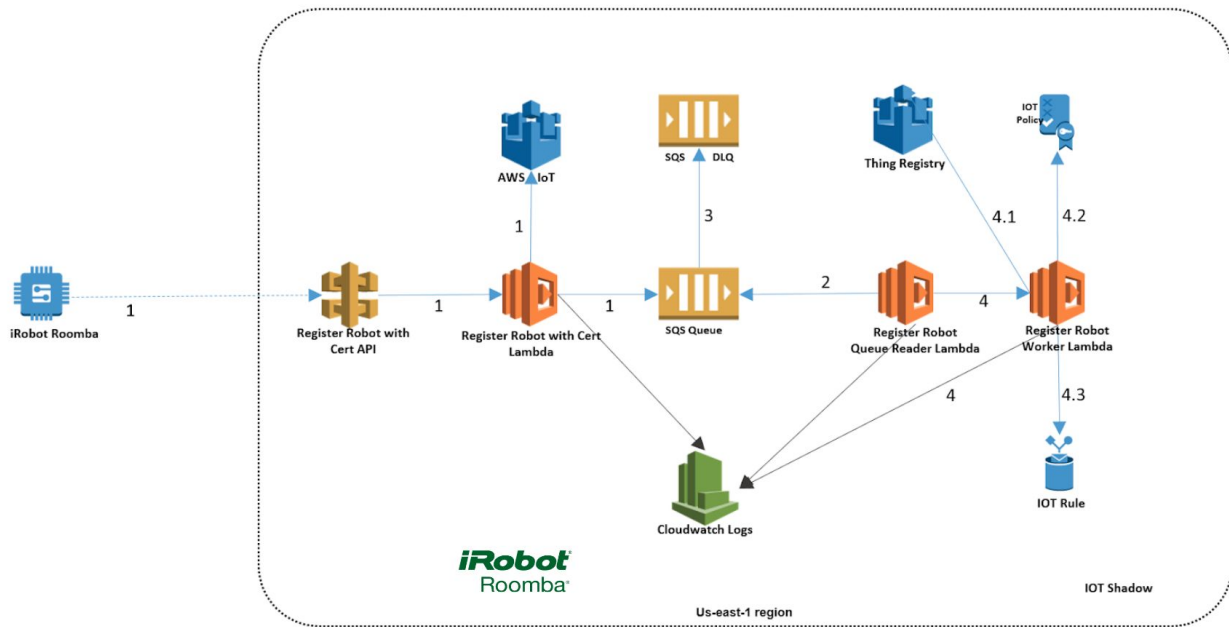 AWS IoT
SQS DLQ
Thing Registry
IOT
Policy
1
3
4.1
4.2
1
1
1
2
4
iRobot Roomba
Register Robot with
Cert API
Register Robot with Cert
Lambda
SQS Queue
Register Robot
Queue Reader Lambda
Register Robot
Worker Lambda
4
4.3
Cloudwatch Logs
IOT Rule
iRobot®
Roomba®
IOT Shadow
Us-east-1 region